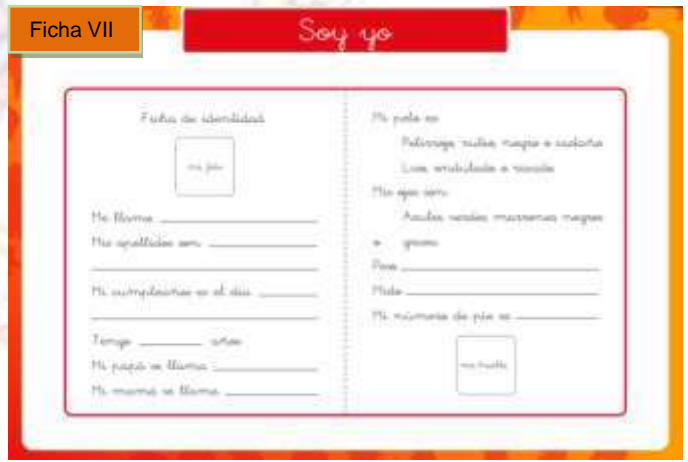 Ficha VII
Soy yo
Ficha de identidad
mi foto
Me llamo
Mis apellidos son
Mi cumpleaños es el día
Tengo años
Mi papá se llama
Mi mamá se llama
Mi pelo es
Pelirrojo, rubio, negro o castaño
Liso, ondulado o rizado
Mis ojos son:
Azules verdes marrones negros
o grises
Peso
Mido
Mi número de pie es
mi huella